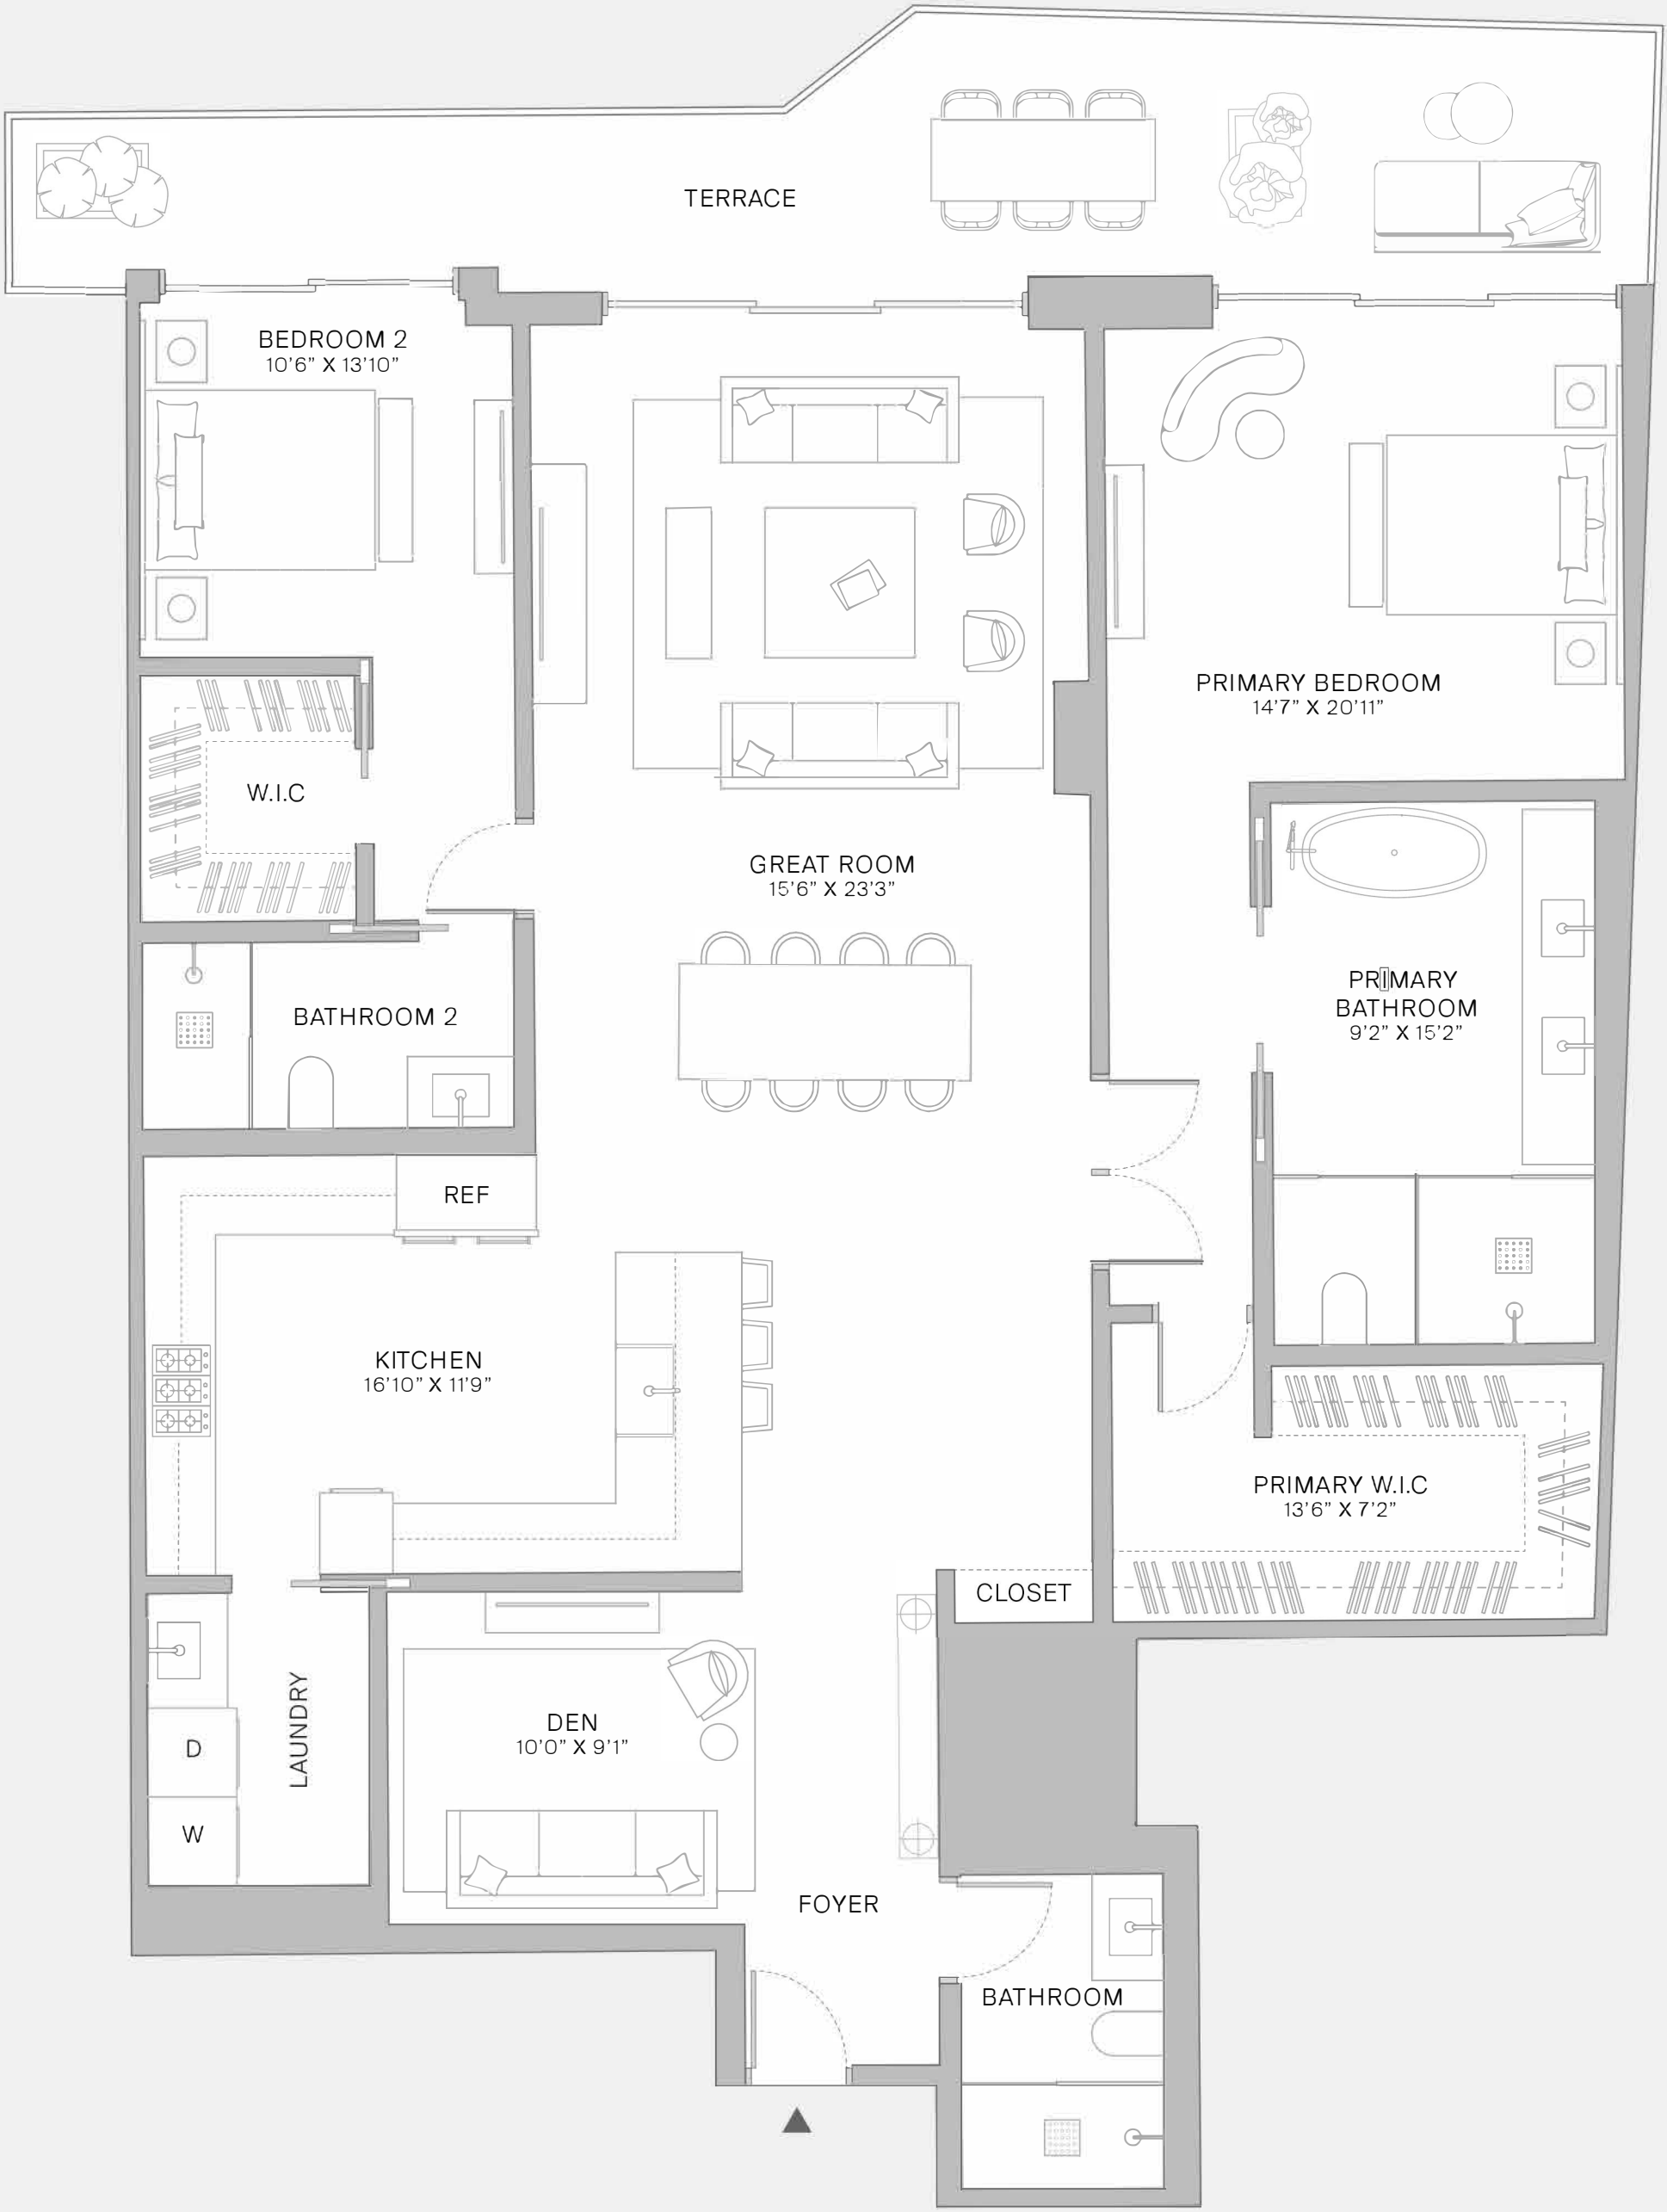 TERRACE
BEDROOM 2
10'6" X 13'10"
PRIMARY BEDROOM
14'7" X 20'11"
W.I.C
GREAT ROOM
15'6" X 23'3"
PRIMARY
BATHROOM
9'2" X 15'2"
BATHROOM 2
REF
KITCHEN
16'10" X 11'9"
PRIMARY W.I.C
13'6" X 7'2"
CLOSET
LAUNDRY
DEN
10'0" X 9'1"
D
W
FOYER
BATHROOM